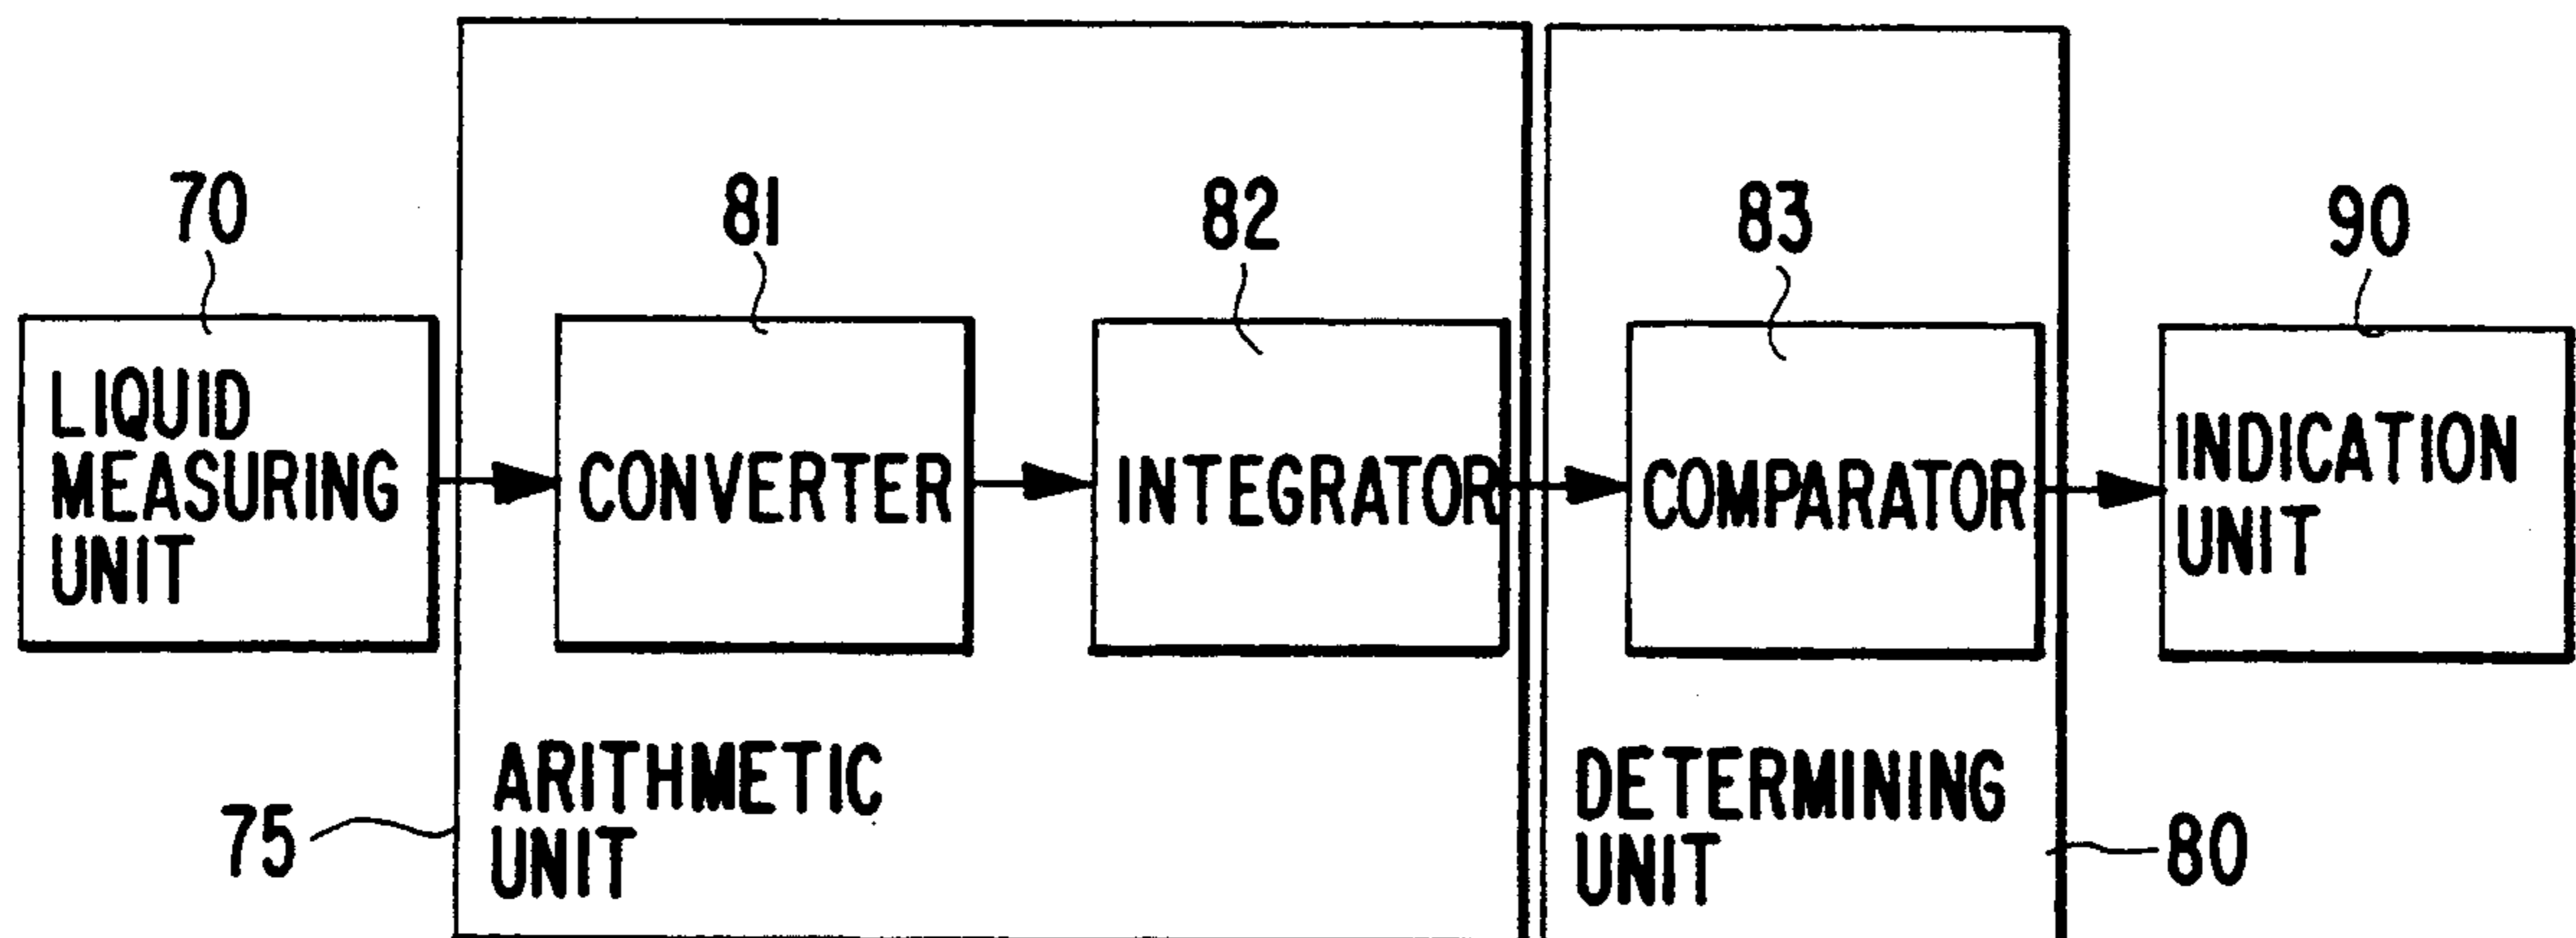 70
81
82
83
90
LIQUID
MEASURING
UNIT
CONVERTER
INTEGRATOR
COMPARATOR
INDICATION
UNIT
ARITHMETIC
UNIT
DETERMINING
UNIT
75
80